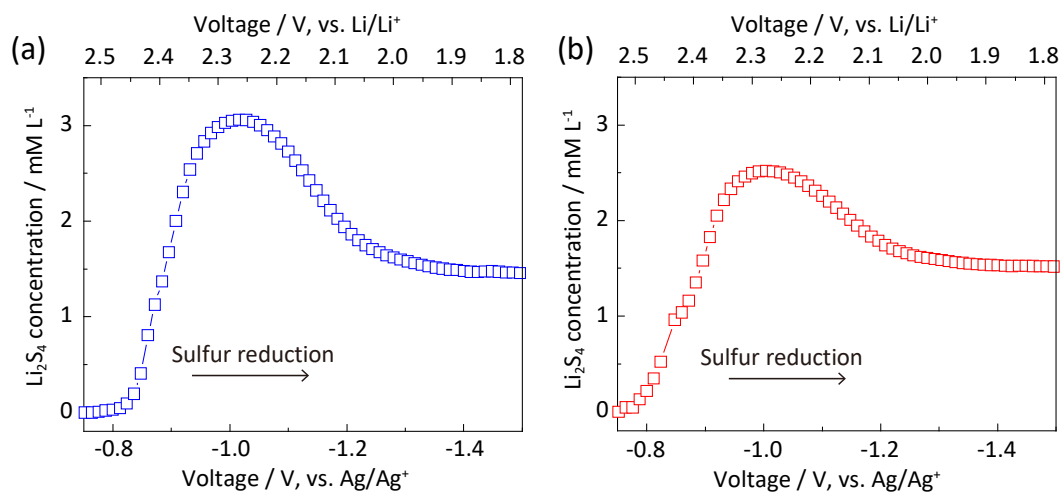 (a)
Voltage / V, vs. Li/Li⁺
2.5 2.4 2.3 2.2 2.1 2.0 1.9 1.8
Li₂S₄ concentration / mM L⁻¹
3
2
1
0
Sulfur reduction
-0.8 -1.0 -1.2 -1.4
Voltage / V, vs. Ag/Ag⁺
(b)
Voltage / V, vs. Li/Li⁺
2.5 2.4 2.3 2.2 2.1 2.0 1.9 1.8
Li₂S₄ concentration / mM L⁻¹
3
2
1
0
Sulfur reduction
-0.8 -1.0 -1.2 -1.4
Voltage / V, vs. Ag/Ag⁺